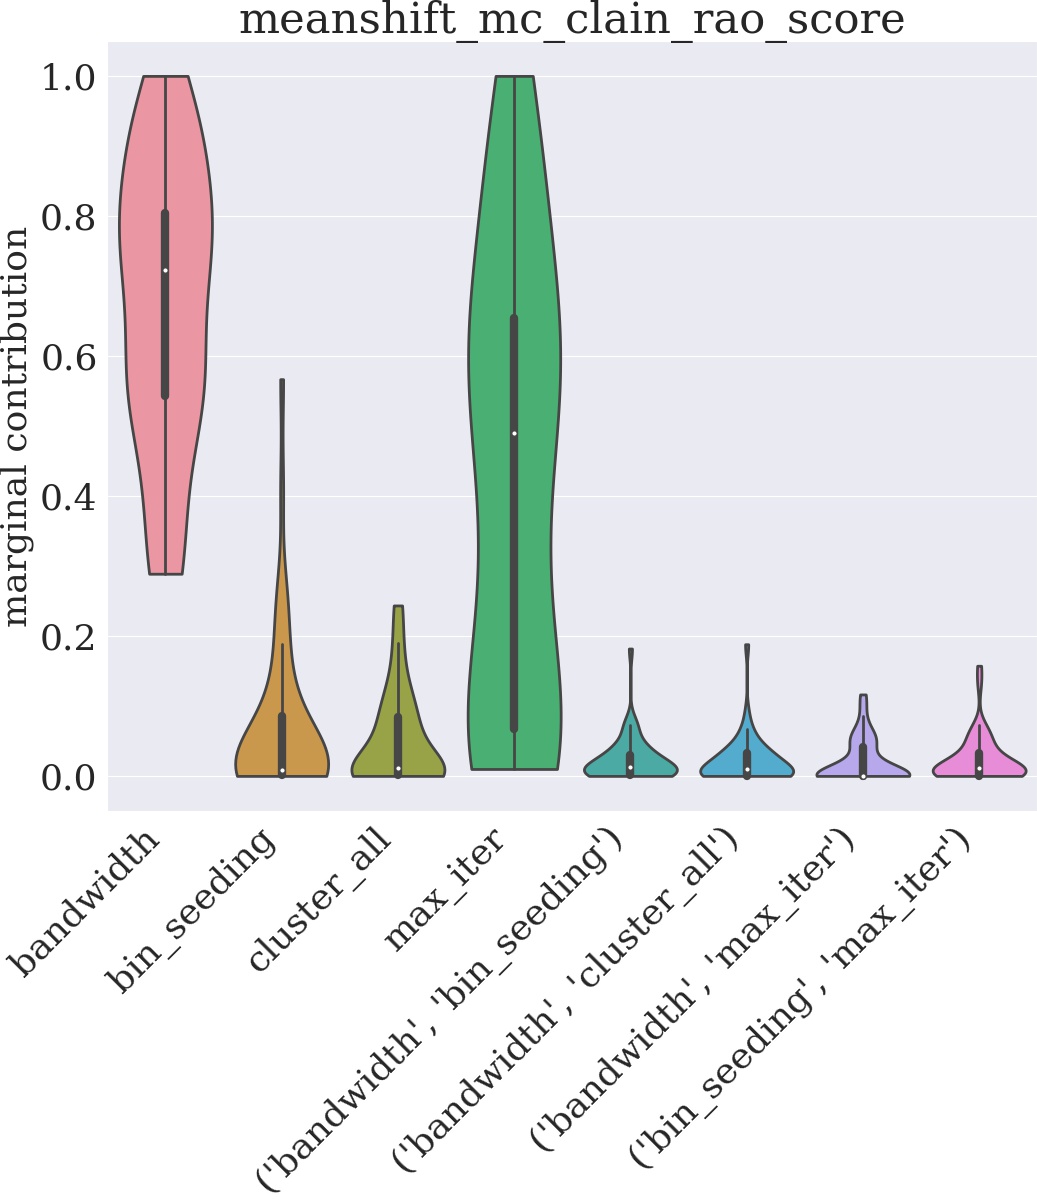 meanshift_mc_clain_rao_score
marginal contribution
1.0
0.8
0.6
0.4
0.2
0.0
bandwidth
bin_seeding
cluster_all
max_iter
('bandwidth', 'bin_seeding')
('bandwidth', 'cluster_all')
('bandwidth', 'max_iter')
('bin_seeding', 'max_iter')